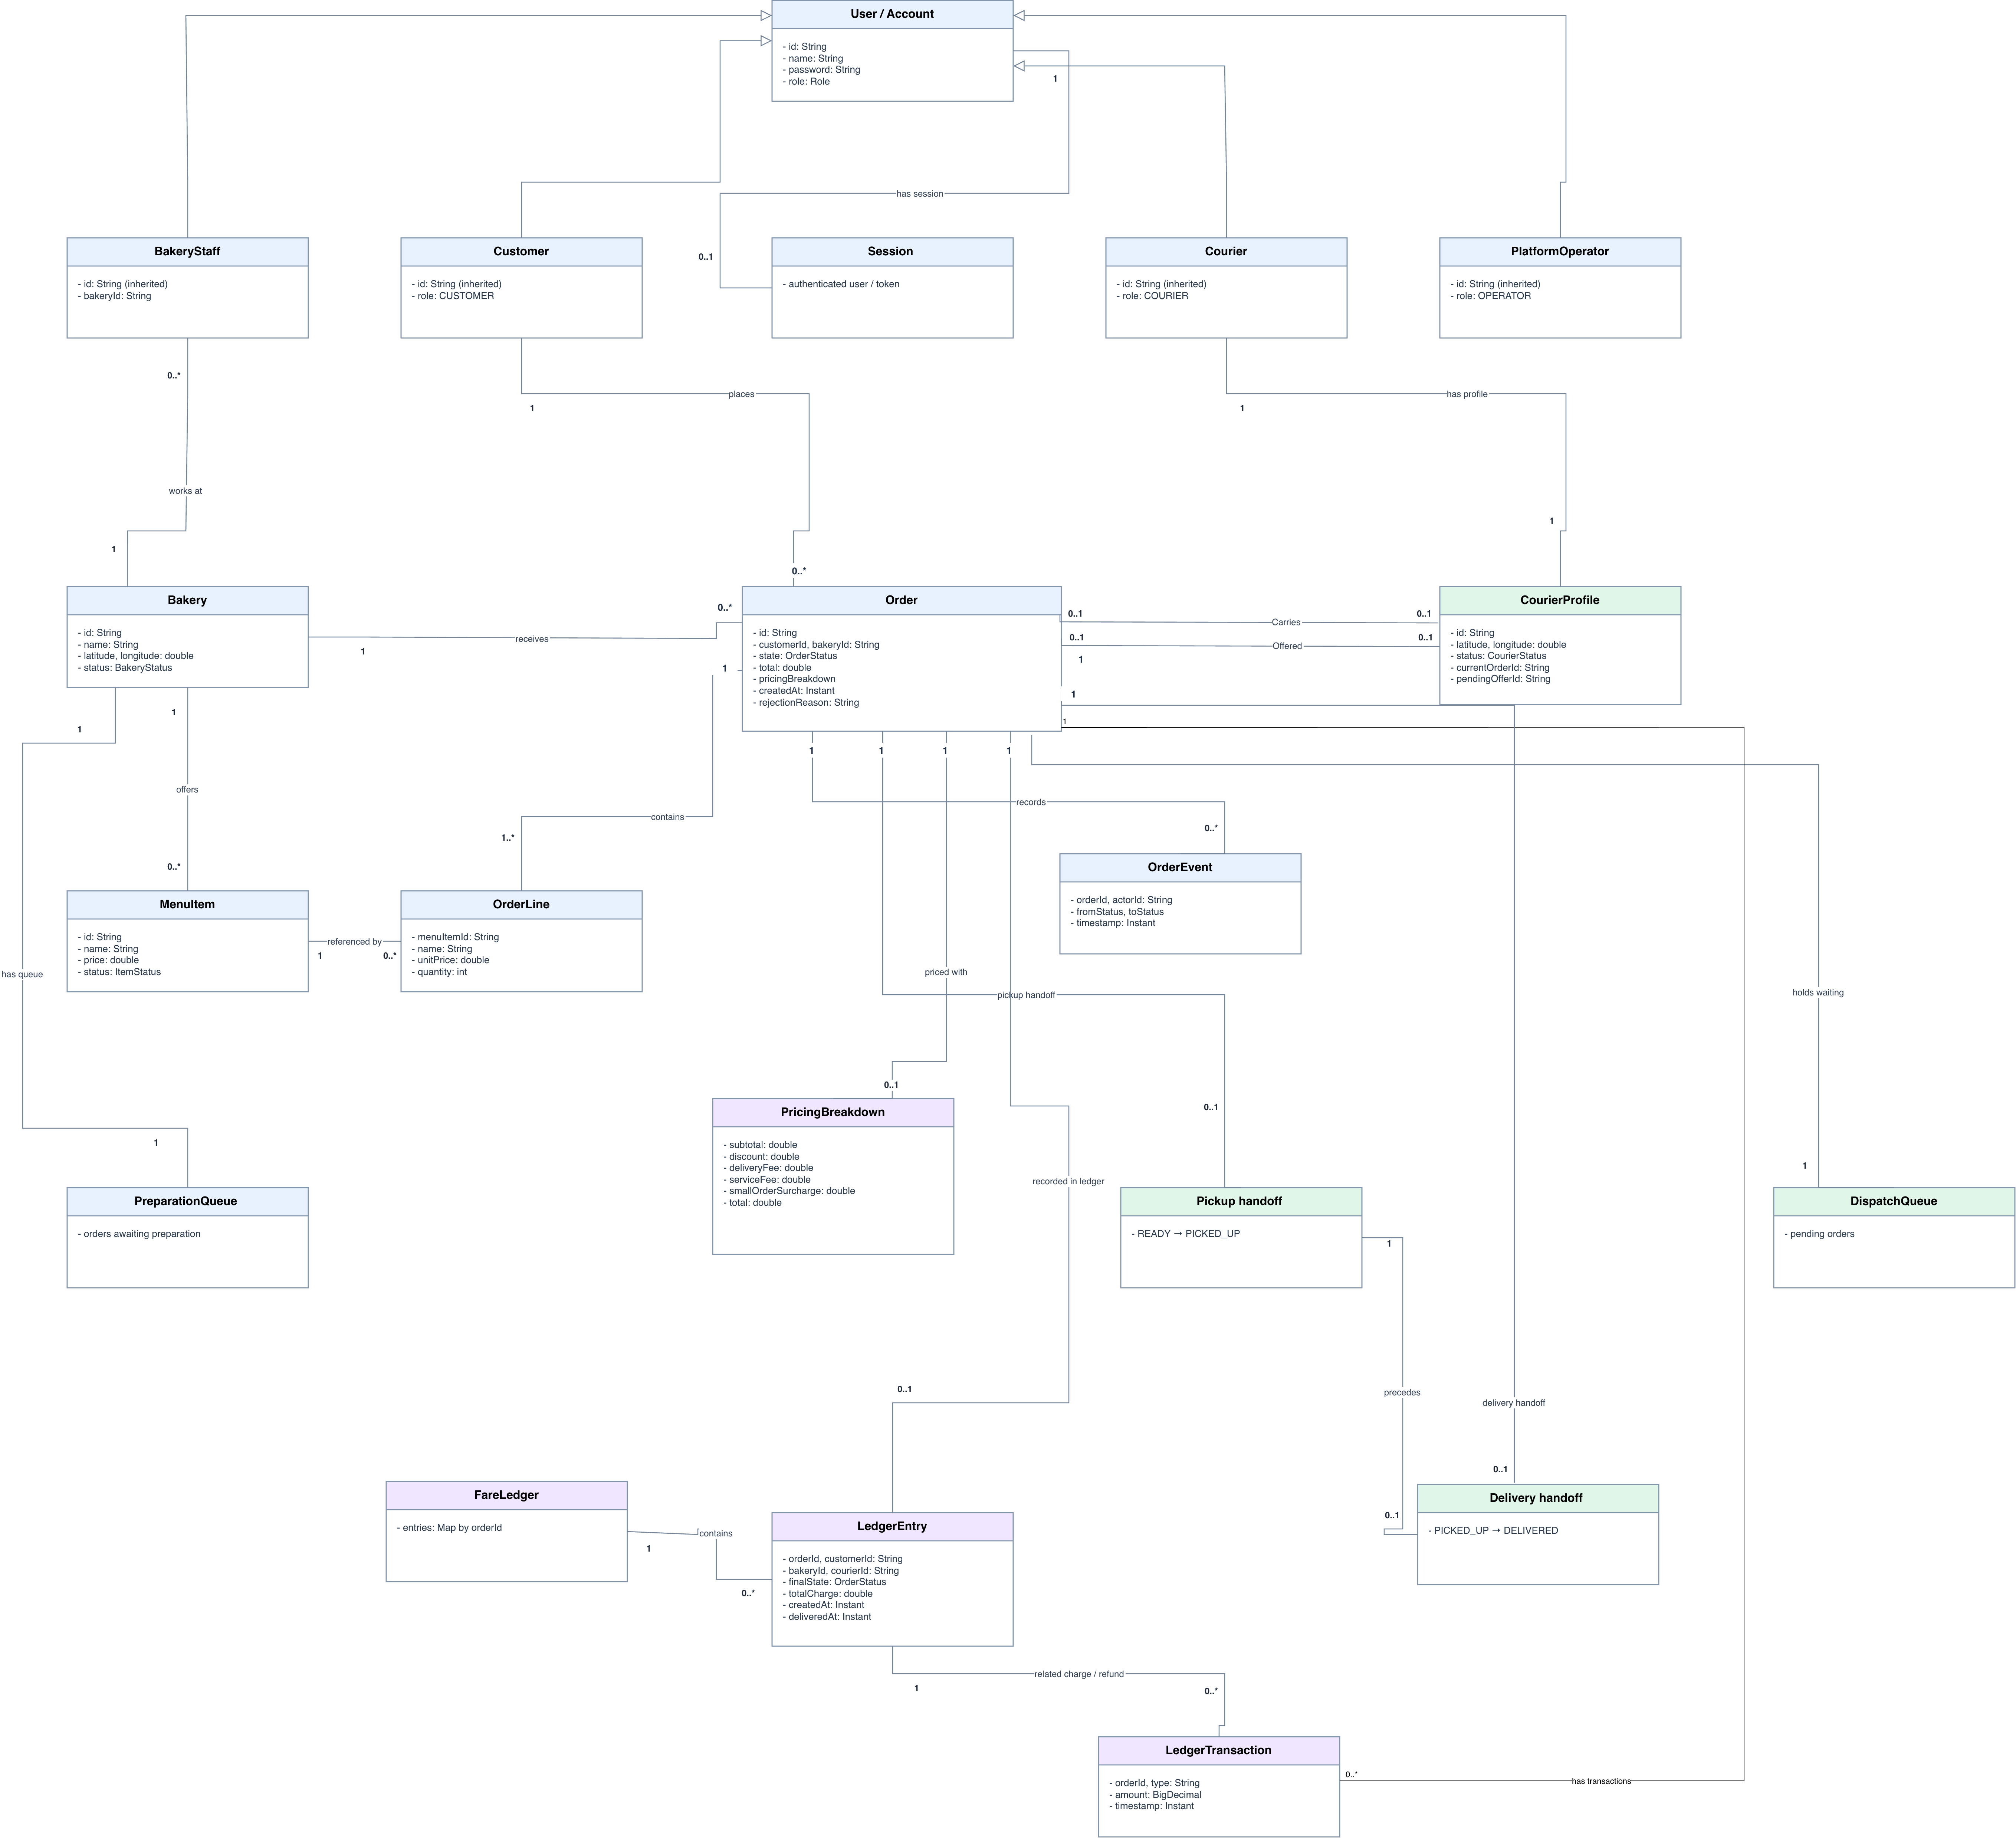 User / Account
- id: String
- name: String
- password: String
- role: Role
1
has session
0..1
BakeryStaff
- id: String (inherited)
- bakeryId: String
Customer
- id: String (inherited)
- role: CUSTOMER
Session
- authenticated user / token
Courier
- id: String (inherited)
- role: COURIER
PlatformOperator
- id: String (inherited)
- role: OPERATOR
0..*
works at
1
1
places
0..*
1
has profile
1
Bakery
- id: String
- name: String
- latitude, longitude: double
- status: BakeryStatus
1
receives
0..*
Order
- id: String
- customerId, bakeryId: String
- state: OrderStatus
- total: double
- pricingBreakdown
- createdAt: Instant
- rejectionReason: String
0..1
Carries
0..1
0..1
Offered
0..1
1
1
1
CourierProfile
- id: String
- latitude, longitude: double
- status: CourierStatus
- currentOrderId: String
- pendingOfferId: String
1
1
offers
0..*
1
contains
1..*
1
1
1
1
records
0..*
OrderEvent
- orderId, actorId: String
- fromStatus, toStatus
- timestamp: Instant
MenuItem
- id: String
- name: String
- price: double
- status: ItemStatus
referenced by
1
0..*
OrderLine
- menuItemId: String
- name: String
- unitPrice: double
- quantity: int
has queue
1
priced with
pickup handoff
holds waiting
0..1
0..1
1
PricingBreakdown
- subtotal: double
- discount: double
- deliveryFee: double
- serviceFee: double
- smallOrderSurcharge: double
- total: double
recorded in ledger
PreparationQueue
- orders awaiting preparation
Pickup handoff
- READY → PICKED_UP
DispatchQueue
- pending orders
1
precedes
0..1
delivery handoff
0..1
0..1
FareLedger
- entries: Map by orderId
1
contains
0..*
LedgerEntry
- orderId, customerId: String
- bakeryId, courierId: String
- finalState: OrderStatus
- totalCharge: double
- createdAt: Instant
- deliveredAt: Instant
Delivery handoff
- PICKED_UP → DELIVERED
related charge / refund
1
0..*
LedgerTransaction
- orderId, type: String
- amount: BigDecimal
- timestamp: Instant
0..*
has transactions